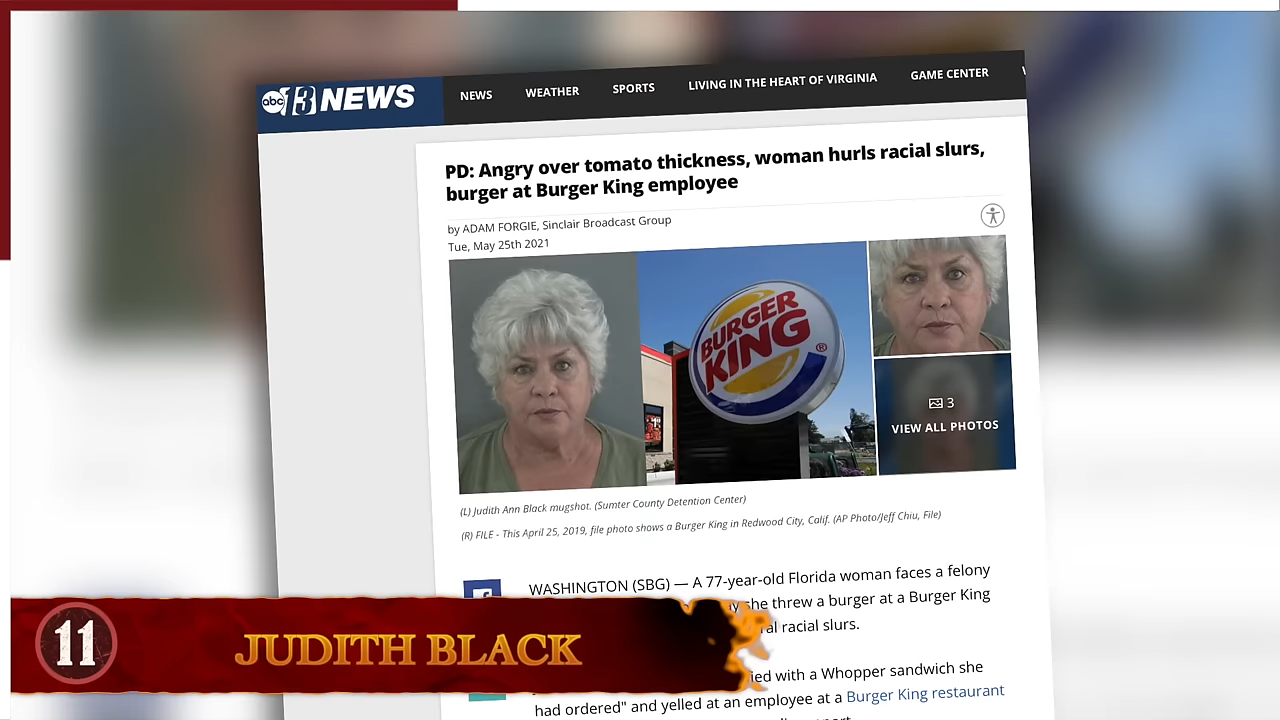 abc 13 NEWS
NEWS WEATHER SPORTS LIVING IN THE HEART OF VIRGINIA GAME CENTER
PD: Angry over tomato thickness, woman hurls racial slurs,
burger at Burger King employee
by ADAM FORGIE, Sinclair Broadcast Group
Tue, May 25th 2021
BURGER
KING
®
3
VIEW ALL PHOTOS
(L) Judith Ann Black mugshot. (Sumter County Detention Center)
(R) FILE - This April 25, 2019, file photo shows a Burger King in Redwood City, Calif. (AP Photo/Jeff Chiu, File)
WASHINGTON (SBG) — A 77-year-old Florida woman faces a felony
she threw a burger at a Burger King
racial slurs.
with a Whopper sandwich she
had ordered" and yelled at an employee at a Burger King restaurant
11
JUDITH BLACK